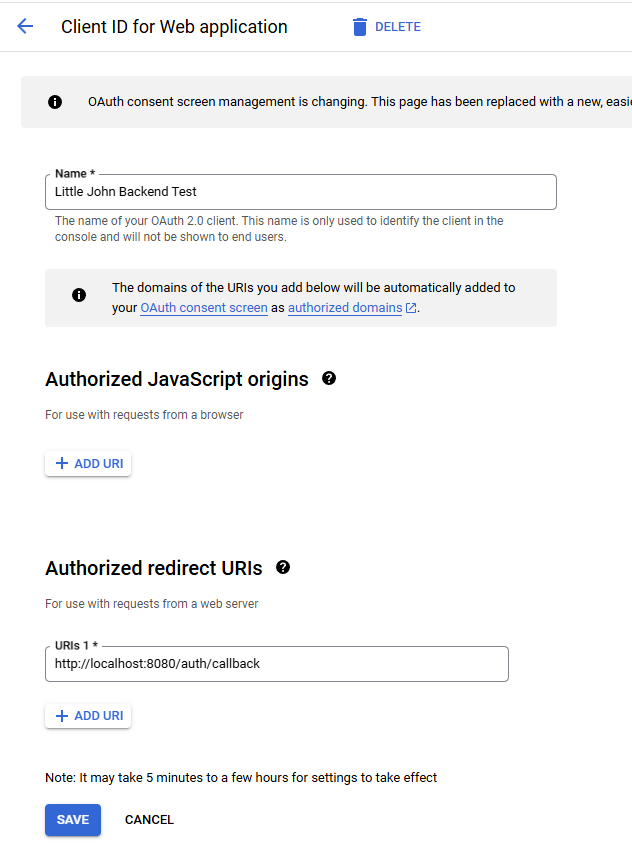 Client ID for Web application
DELETE
OAuth consent screen management is changing. This page has been replaced with a new, easie
Name *
Little John Backend Test
The name of your OAuth 2.0 client. This name is only used to identify the client in the
console and will not be shown to end users.
The domains of the URIs you add below will be automatically added to
your OAuth consent screen as authorized domains.
Authorized JavaScript origins
For use with requests from a browser
+ ADD URI
Authorized redirect URIs
For use with requests from a web server
URIs 1 *
http://localhost:8080/auth/callback
+ ADD URI
Note: It may take 5 minutes to a few hours for settings to take effect
SAVE
CANCEL